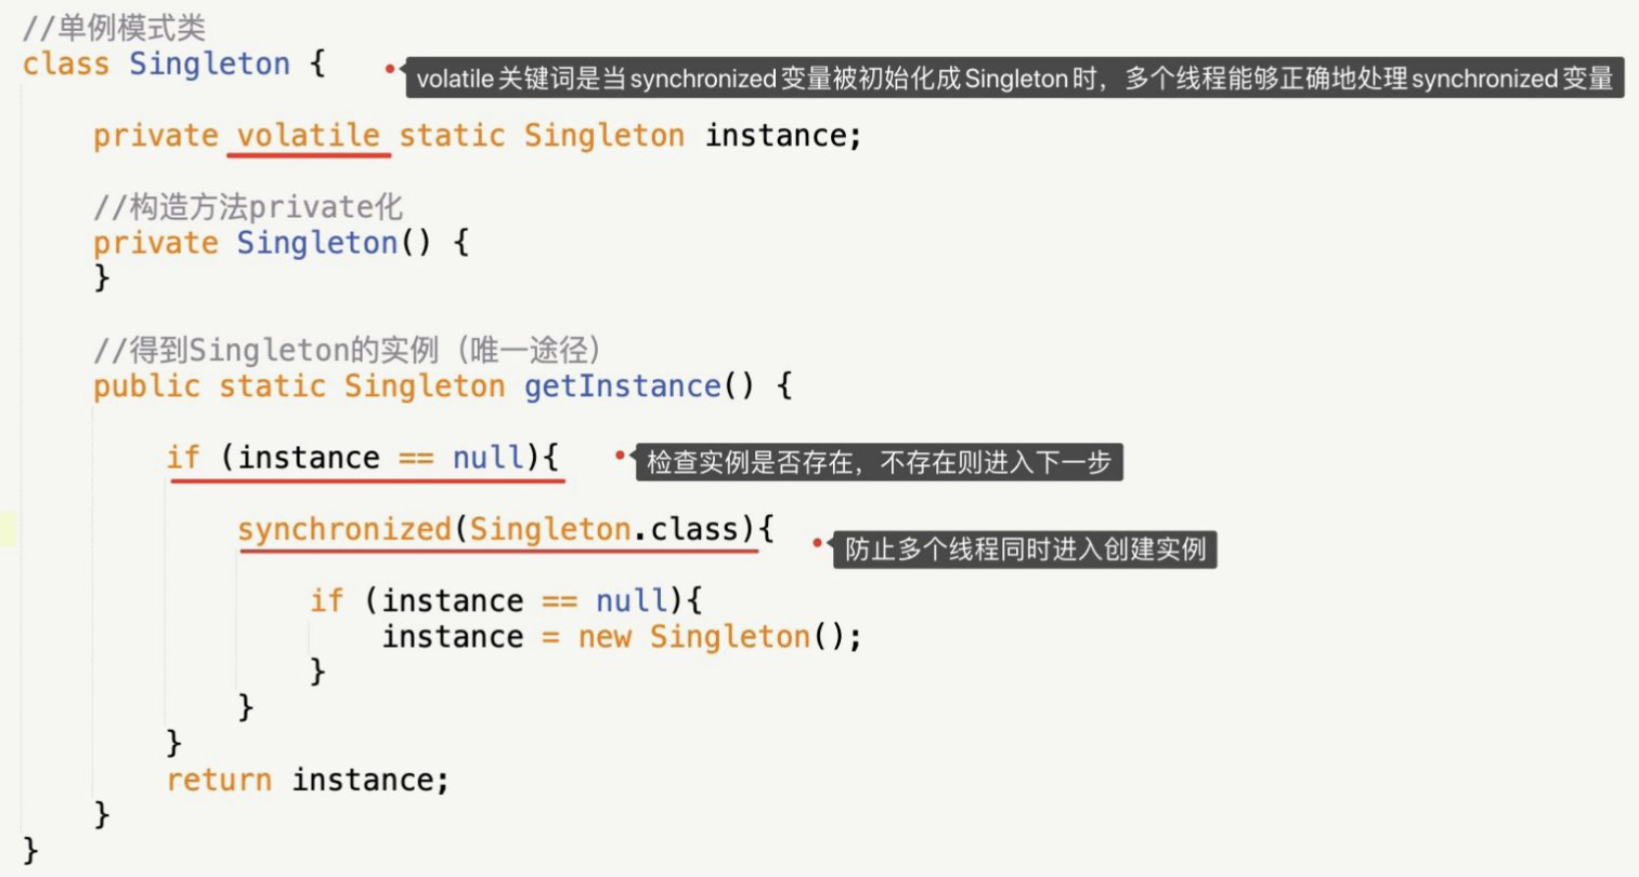 //单例模式类
class Singleton {
volatile关键词是当synchronized变量被初始化成Singleton时，多个线程能够正确地处理synchronized变量
private volatile static Singleton instance;
//构造方法private化
private Singleton() {
}
//得到Singleton的实例（唯一途径）
public static Singleton getInstance() {
if (instance == null){
检查实例是否存在，不存在则进入下一步
synchronized(Singleton.class){
防止多个线程同时进入创建实例
if (instance == null){
instance = new Singleton();
}
}
}
return instance;
}
}